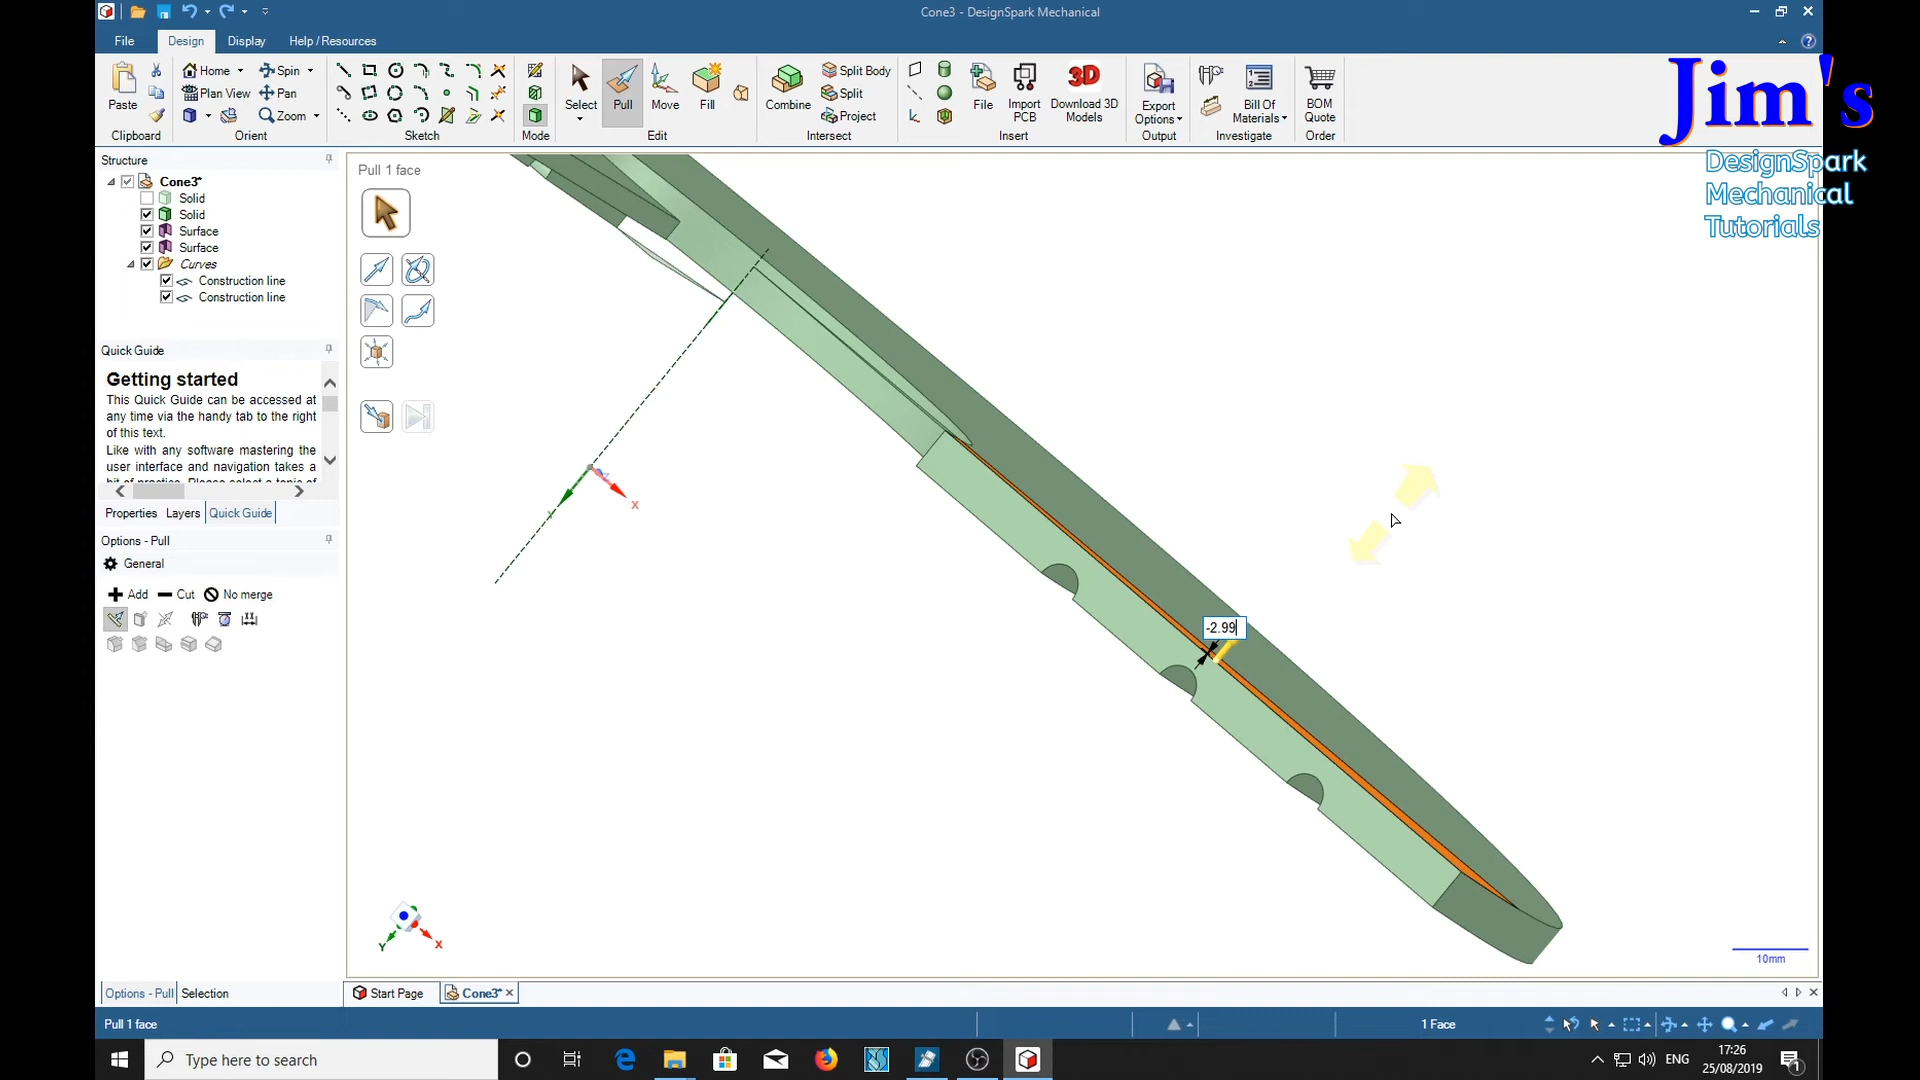 Cone3 - DesignSpark Mechanical
File
Design
Display
Help / Resources
Paste
Clipboard
Home
Spin
Plan View
Pan
Zoom
Orient
Sketch
Mode
Select
Pull
Move
Fill
Edit
Combine
Split Body
Split
Project
Intersect
File
Import
PCB
Download 3D
Models
3D
Insert
Export
Options
Output
Bill Of
Materials
Investigate
BOM
Quote
Order
Jim's
DesignSpark
Mechanical
Tutorials
Structure
Cone3*
Solid
Solid
Surface
Surface
Curves
Construction line
Construction line
Quick Guide
Getting started
This Quick Guide can be accessed at
any time via the handy tab to the right
of this text.
Like with any software mastering the
user interface and navigation takes a
Properties
Layers
Quick Guide
Options - Pull
General
Add
Cut
No merge
Pull 1 face
X
-2.99
Y
X
10mm
Options - Pull
Selection
Start Page
Cone3*
Pull 1 face
1 Face
Type here to search
ENG
17:26
25/08/2019
1